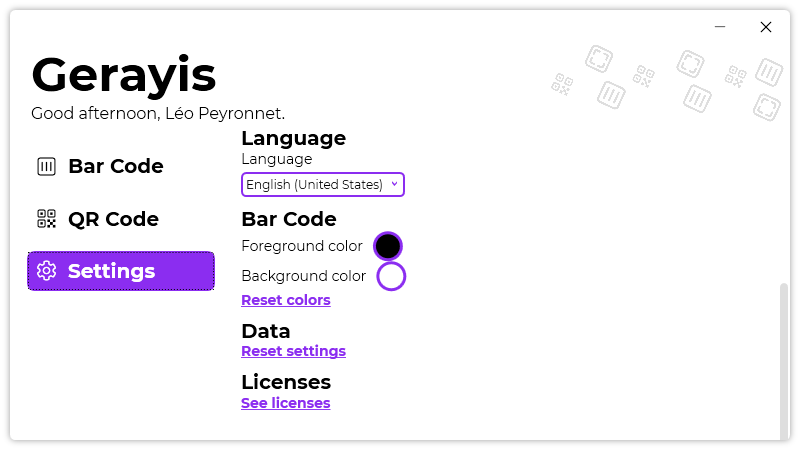 Gerayis
Good afternoon, Léo Peyronnet.
Bar Code
QR Code
Settings
Language
Language
English (United States)
Bar Code
Foreground color
Background color
Reset colors
Data
Reset settings
Licenses
See licenses